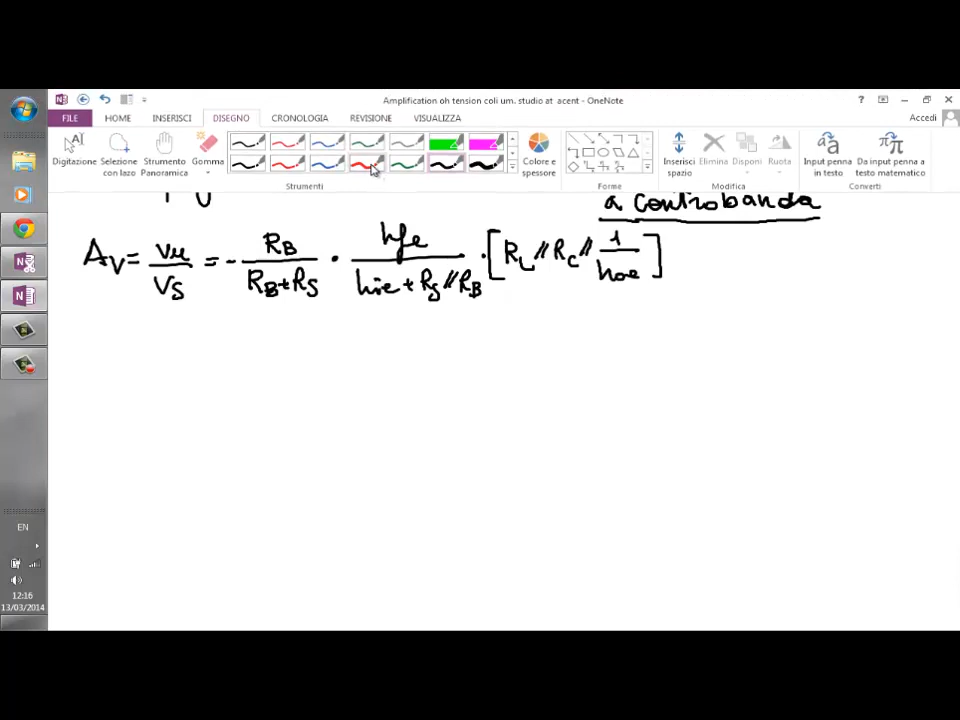 Amplification oh tension coli um. studio at acent - OneNote
FILE HOME INSERISCI DISEGNO CRONOLOGIA REVISIONE VISUALIZZA Accedi
Digitazione Selezione con lazo Strumento Panoramica Gomma Colore e spessore Inserisci spazio Elimina Disponi Ruota Input penna in testo Da input penna a testo matematico
Strumenti Forme Modifica Converti
a controbanda
Av = Vu/Vs = - RB/(RB+RS) · hfe/(hie + RS // RB) · [RL // RC // 1/hoe]
EN
12:16
13/03/2014